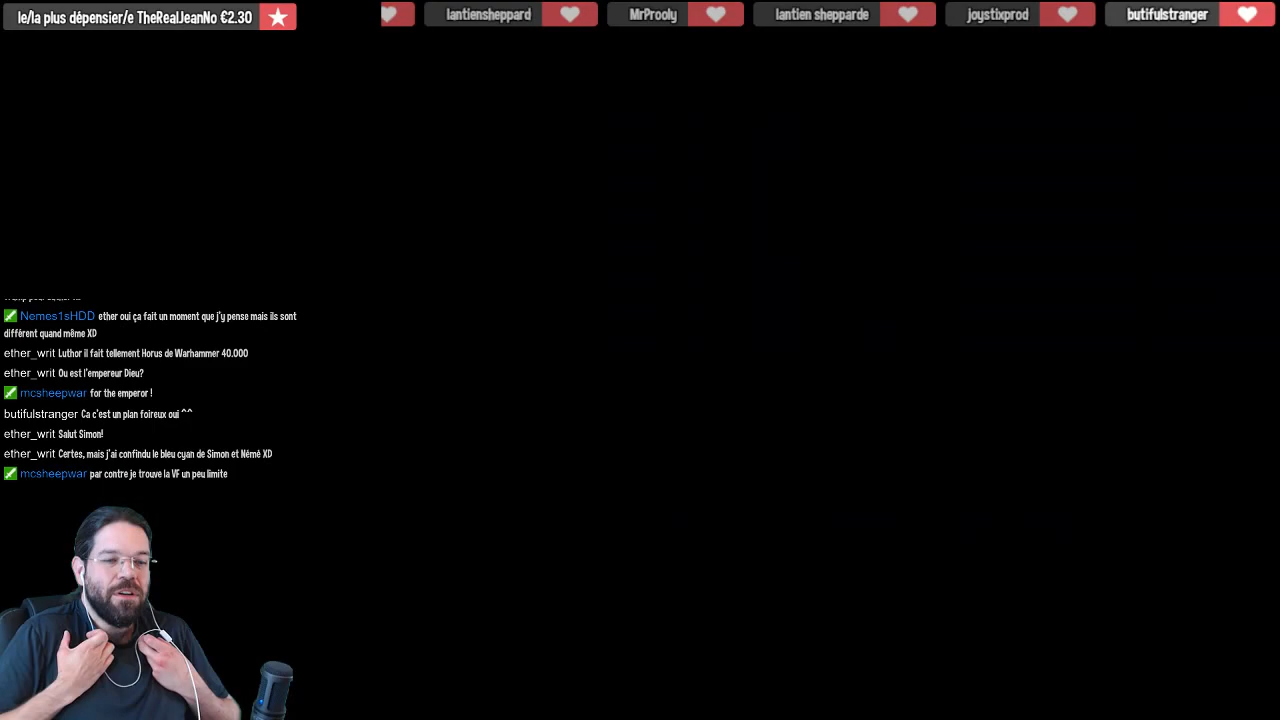 le/la plus dépensier/e TheRealJeanNo €2.30
lantiensheppard
MrProoly
lantien shepparde
joystixprod
butifulstranger
Nemes1sHDD ether oui ça fait un moment que j'y pense mais ils sont
différent quand même XD
ether_writ Luthor il fait tellement Horus de Warhammer 40.000
ether_writ Ou est l'empereur Dieu?
mcsheepwar for the emperor !
butifulstranger Ca c'est un plan foireux oui ^^
ether_writ Salut Simon!
ether_writ Certes, mais j'ai confindu le bleu cyan de Simon et Némé XD
mcsheepwar par contre je trouve la VF un peu limite